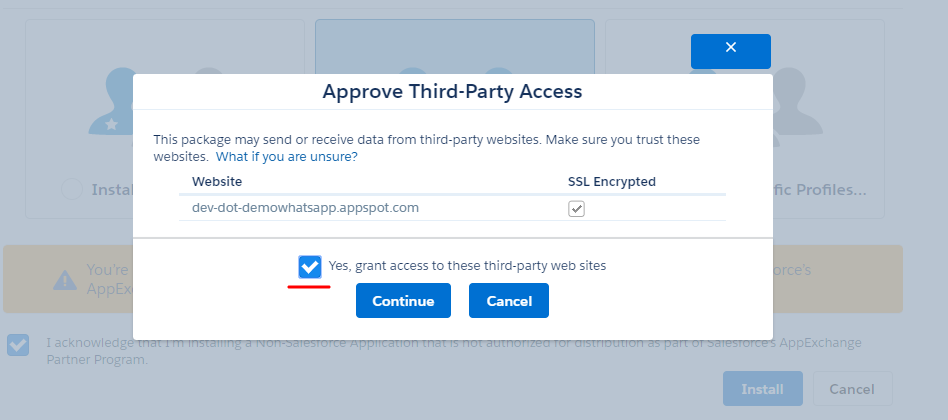 Approve Third-Party Access
This package may send or receive data from third-party websites. Make sure you trust these
websites. What if you are unsure?
Website SSL Encrypted
Instal fic Profiles...
dev-dot-demowhatsapp.appspot.com
Yes, grant access to these third-party web sites
You're orce's
AppExc
Continue Cancel
I acknowledge that I'm installing a Non-Salesforce Application that is not authorized for distribution as part of Salesforce's AppExchange
Partner Program.
Install Cancel